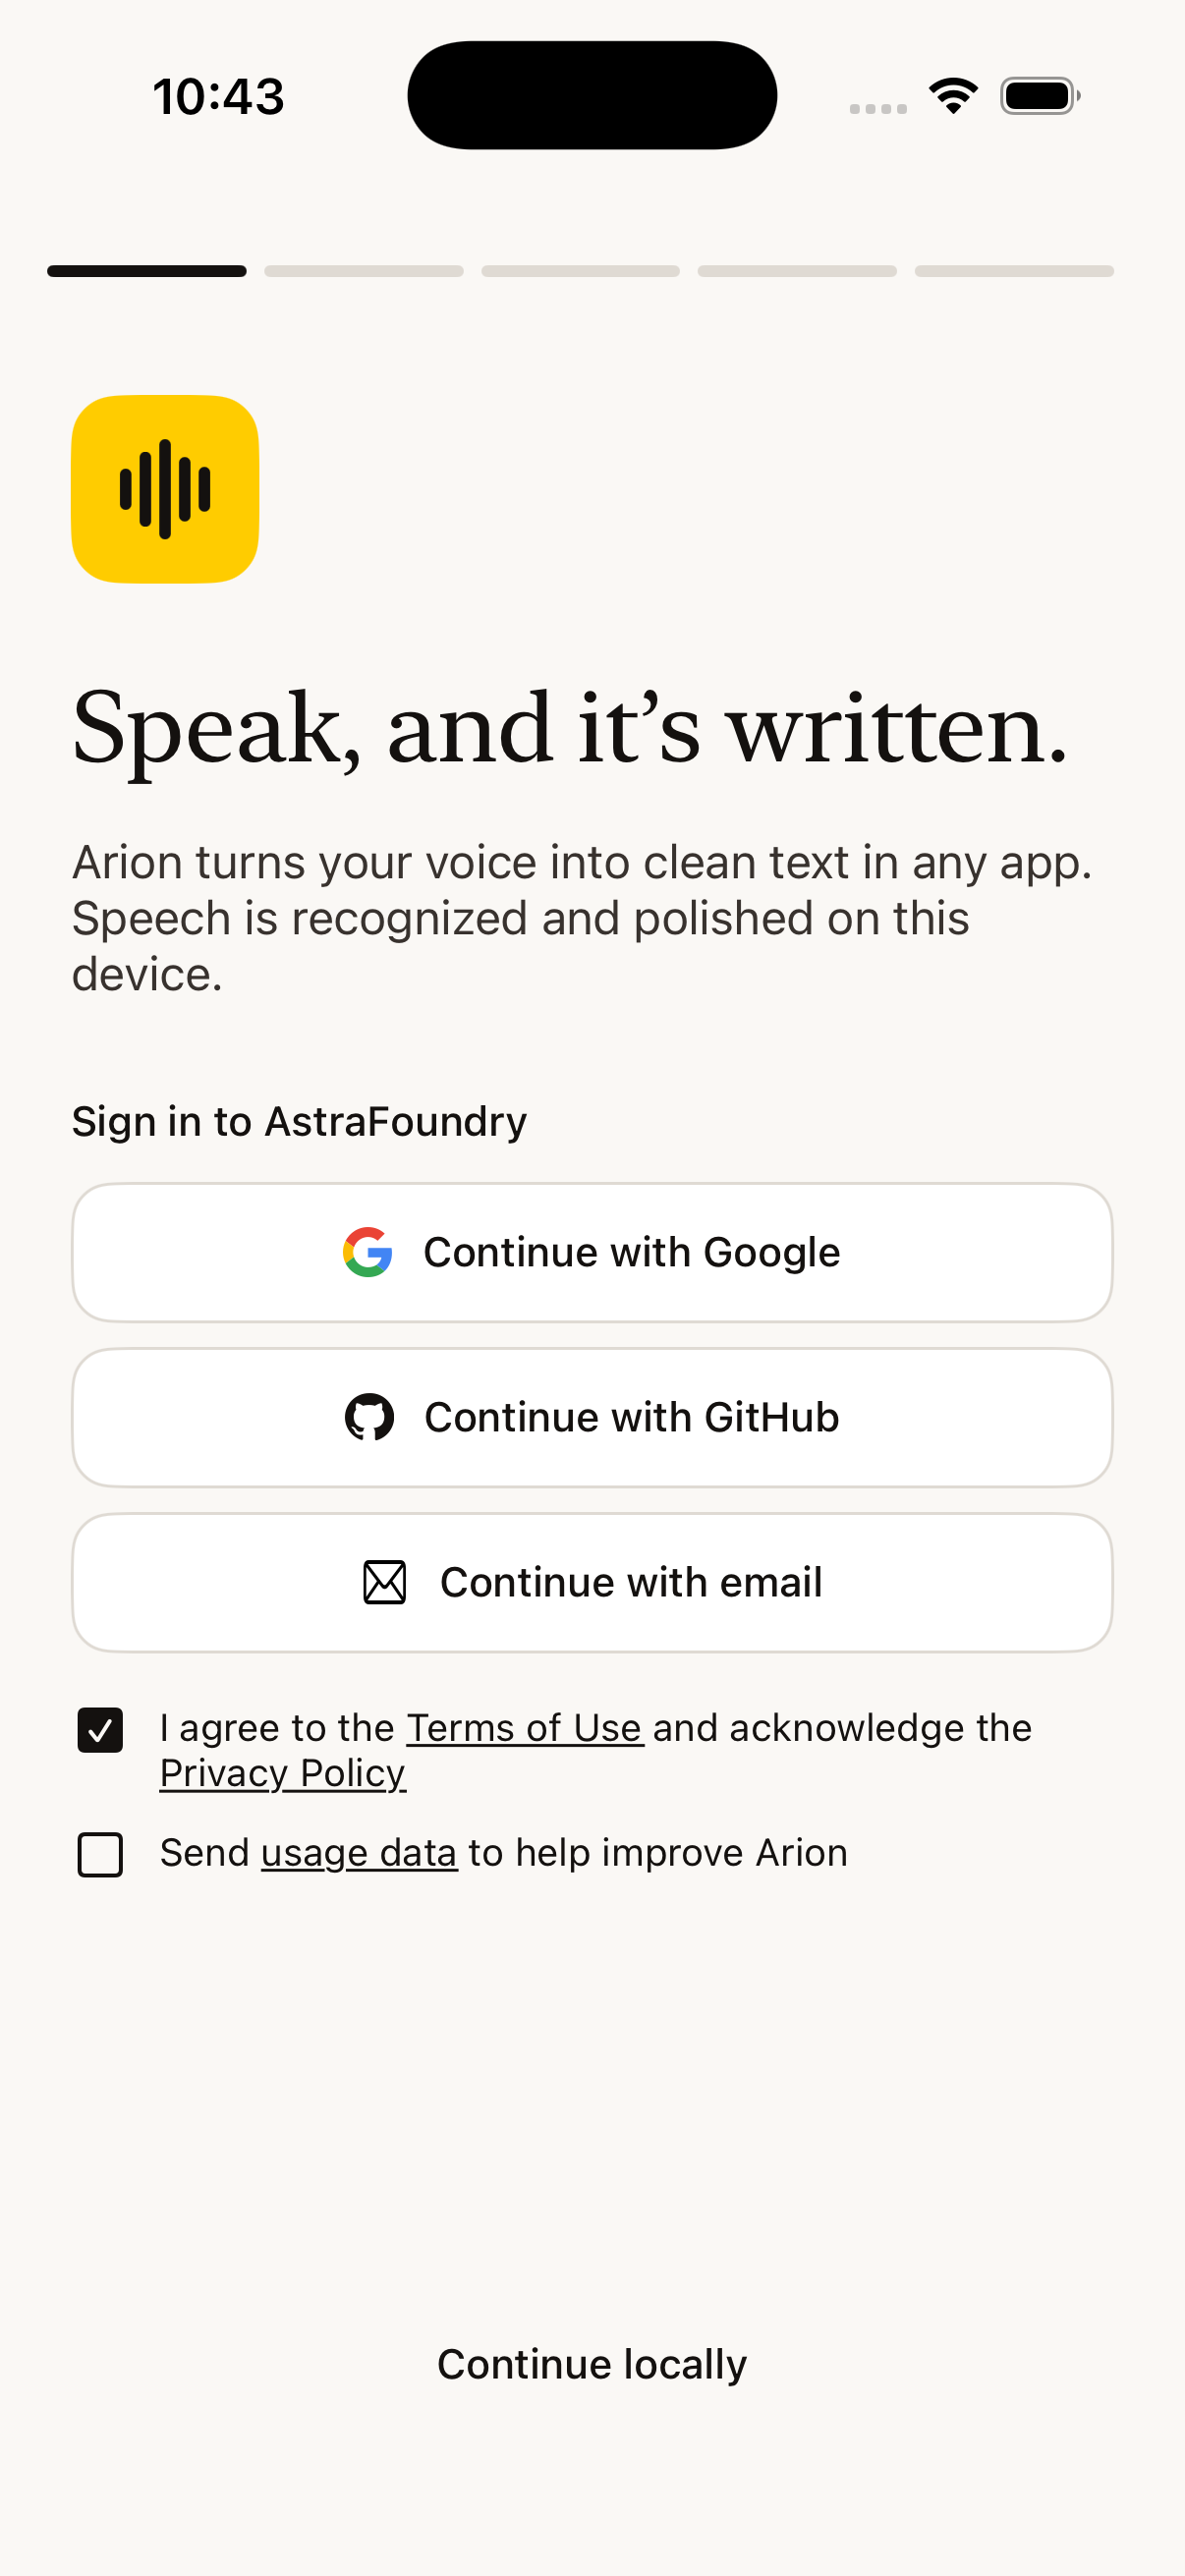 10:43
Speak, and it’s written.
Arion turns your voice into clean text in any app.
Speech is recognized and polished on this
device.
Sign in to AstraFoundry
Continue with Google
Continue with GitHub
Continue with email
I agree to the Terms of Use and acknowledge the
Privacy Policy
Send usage data to help improve Arion
Continue locally